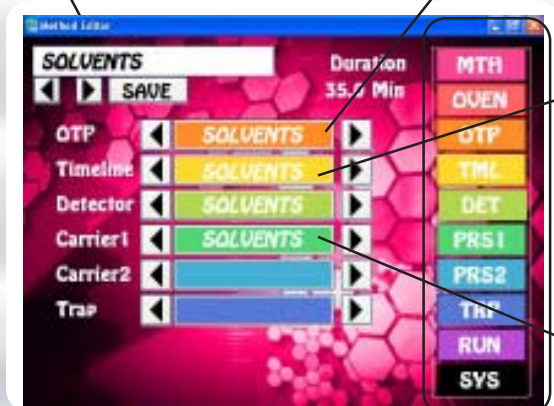 Method Editor
SOLVENTS
SAVE
Duration
35.0 Min
OTP SOLVENTS
Timeline SOLVENTS
Detector SOLVENTS
Carrier1 SOLVENTS
Carrier2
Trap
MTH
OVEN
OTP
TML
DET
PRS1
PRS2
TRP
RUN
SYS